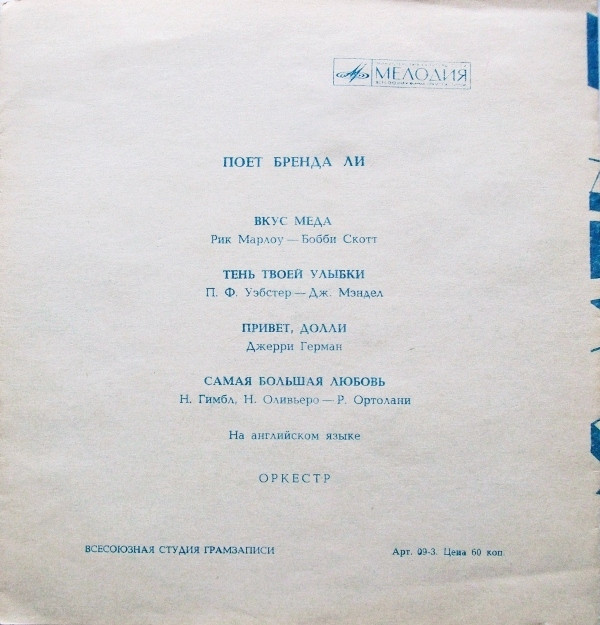 МЕЛОДИЯ
ПОЕТ БРЕНДА ЛИ
ВКУС МЕДА
Рик Марлоу — Бобби Скотт
ТЕНЬ ТВОЕЙ УЛЫБКИ
П. Ф. Уэбстер — Дж. Мэндел
ПРИВЕТ, ДОЛЛИ
Джерри Герман
САМАЯ БОЛЬШАЯ ЛЮБОВЬ
Н. Гимбл, Н. Оливьеро — Р. Ортолани
На английском языке
ОРКЕСТР
ВСЕСОЮЗНАЯ СТУДИЯ ГРАМЗАПИСИ
Арт. 09-3. Цена 60 коп.